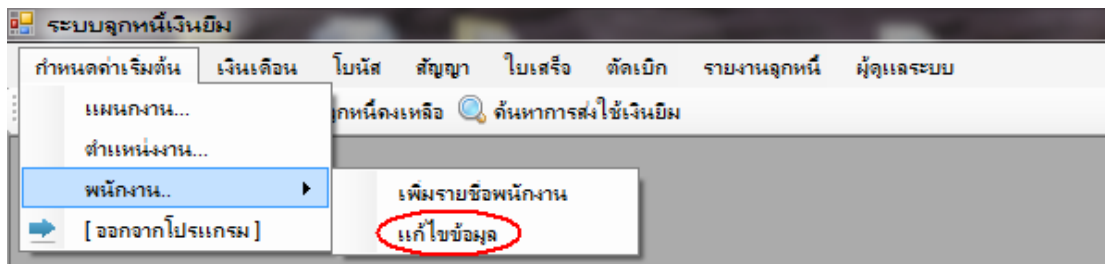 ระบบลูกหนี้เงินยืม
กำหนดค่าเริ่มต้น เงินเดือน โบนัส สัญญา ใบเสร็จ ตัดเบิก รายงานลูกหนี้ ผู้ดูแลระบบ
แผนกงาน... ลูกหนี้คงเหลือ ค้นหาการส่งใช้เงินยืม
ตำแหน่งงาน...
พนักงาน..
เพิ่มรายชื่อพนักงาน
[ออกจากโปรแกรม]
แก้ไขข้อมูล